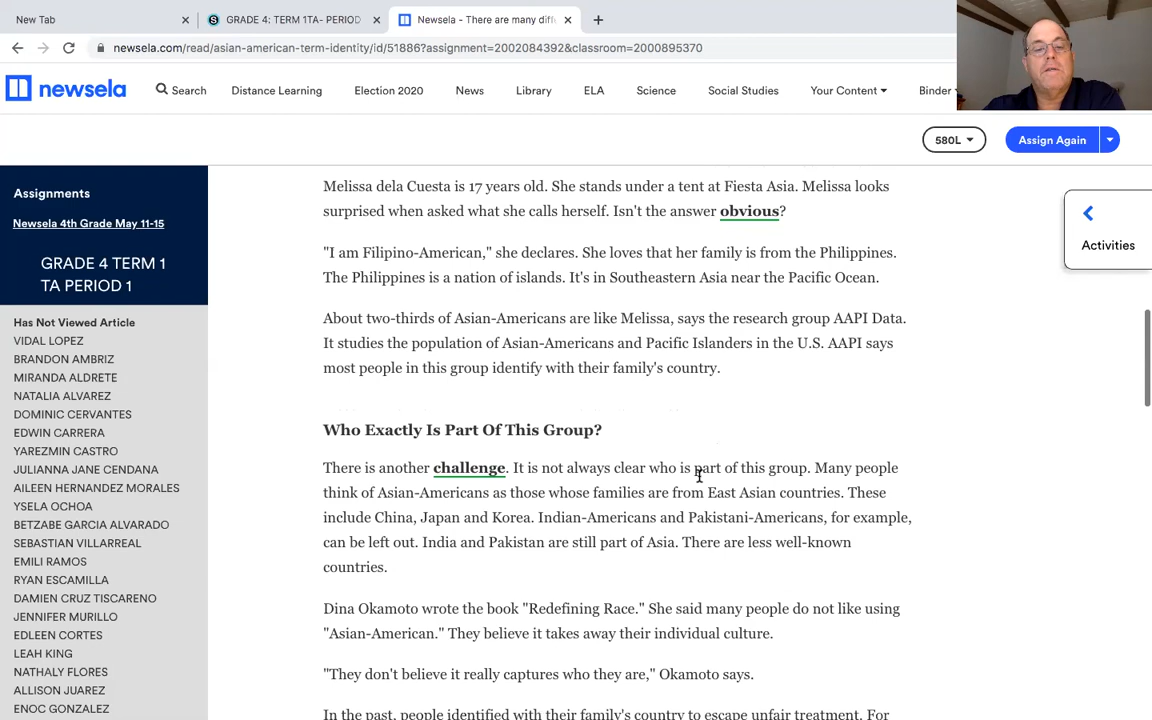 New Tab
GRADE 4: TERM 1TA- PERIOD
Newsela - There are many diff
newsela.com/read/asian-american-term-identity/id/51886?assignment=2002084392&classroom=2000895370
newsela
Search
Distance Learning
Election 2020
News
Library
ELA
Science
Social Studies
Your Content
Binder
580L
Assign Again
Assignments
Newsela 4th Grade May 11-15
GRADE 4 TERM 1
TA PERIOD 1
Has Not Viewed Article
VIDAL LOPEZ
BRANDON AMBRIZ
MIRANDA ALDRETE
NATALIA ALVAREZ
DOMINIC CERVANTES
EDWIN CARRERA
YAREZMIN CASTRO
JULIANNA JANE CENDANA
AILEEN HERNANDEZ MORALES
YSELA OCHOA
BETZABE GARCIA ALVARADO
SEBASTIAN VILLARREAL
EMILI RAMOS
RYAN ESCAMILLA
DAMIEN CRUZ TISCARENO
JENNIFER MURILLO
EDLEEN CORTES
LEAH KING
NATHALY FLORES
ALLISON JUAREZ
ENOC GONZALEZ
Melissa dela Cuesta is 17 years old. She stands under a tent at Fiesta Asia. Melissa looks
surprised when asked what she calls herself. Isn't the answer obvious?
"I am Filipino-American," she declares. She loves that her family is from the Philippines.
The Philippines is a nation of islands. It's in Southeastern Asia near the Pacific Ocean.
About two-thirds of Asian-Americans are like Melissa, says the research group AAPI Data.
It studies the population of Asian-Americans and Pacific Islanders in the U.S. AAPI says
most people in this group identify with their family's country.
Who Exactly Is Part Of This Group?
There is another challenge. It is not always clear who is part of this group. Many people
think of Asian-Americans as those whose families are from East Asian countries. These
include China, Japan and Korea. Indian-Americans and Pakistani-Americans, for example,
can be left out. India and Pakistan are still part of Asia. There are less well-known
countries.
Dina Okamoto wrote the book "Redefining Race." She said many people do not like using
"Asian-American." They believe it takes away their individual culture.
"They don't believe it really captures who they are," Okamoto says.
In the past, people identified with their family's country to escape unfair treatment. For
Activities